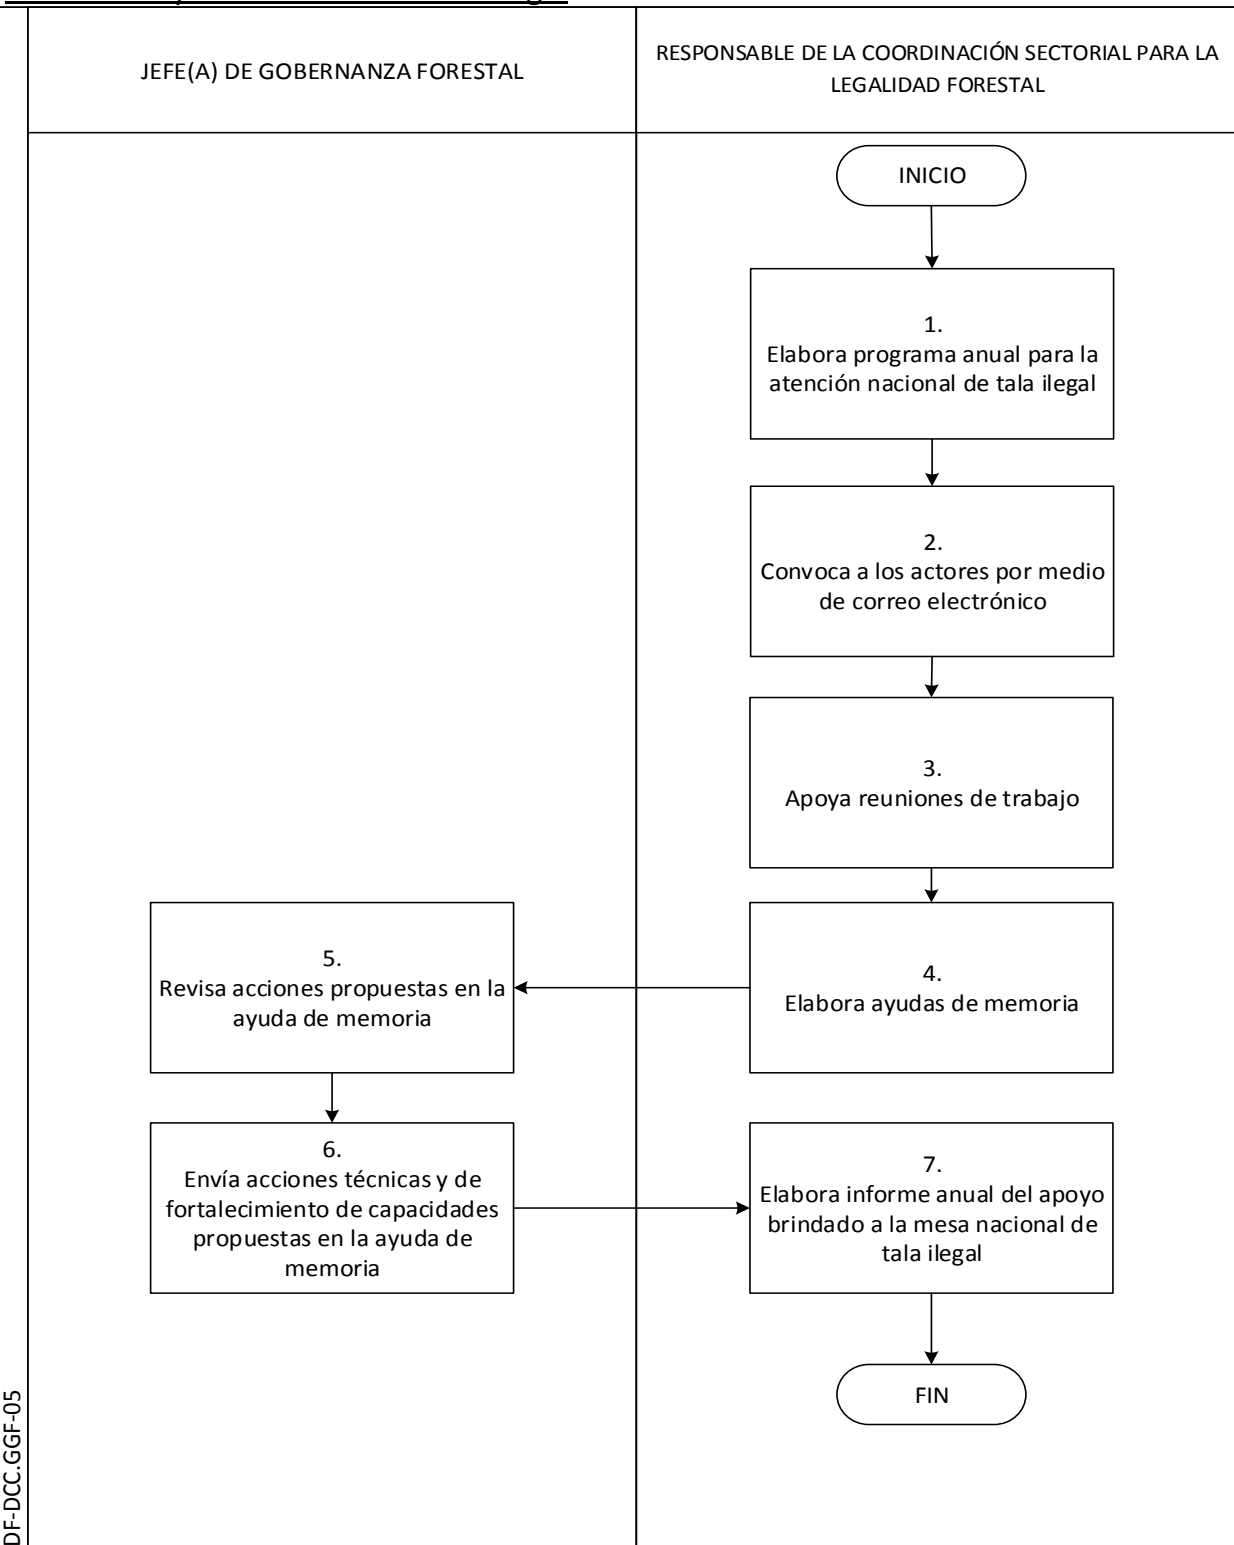 JEFE(A) DE GOBERNANZA FORESTAL
RESPONSABLE DE LA COORDINACIÓN SECTORIAL PARA LA
LEGALIDAD FORESTAL
INICIO
1.
Elabora programa anual para la
atención nacional de tala ilegal
2.
Convoca a los actores por medio
de correo electrónico
3.
Apoya reuniones de trabajo
4.
Elabora ayudas de memoria
5.
Revisa acciones propuestas en la
ayuda de memoria
6.
Envía acciones técnicas y de
fortalecimiento de capacidades
propuestas en la ayuda de
memoria
7.
Elabora informe anual del apoyo
brindado a la mesa nacional de
tala ilegal
FIN
DF-DCC.GGF-05